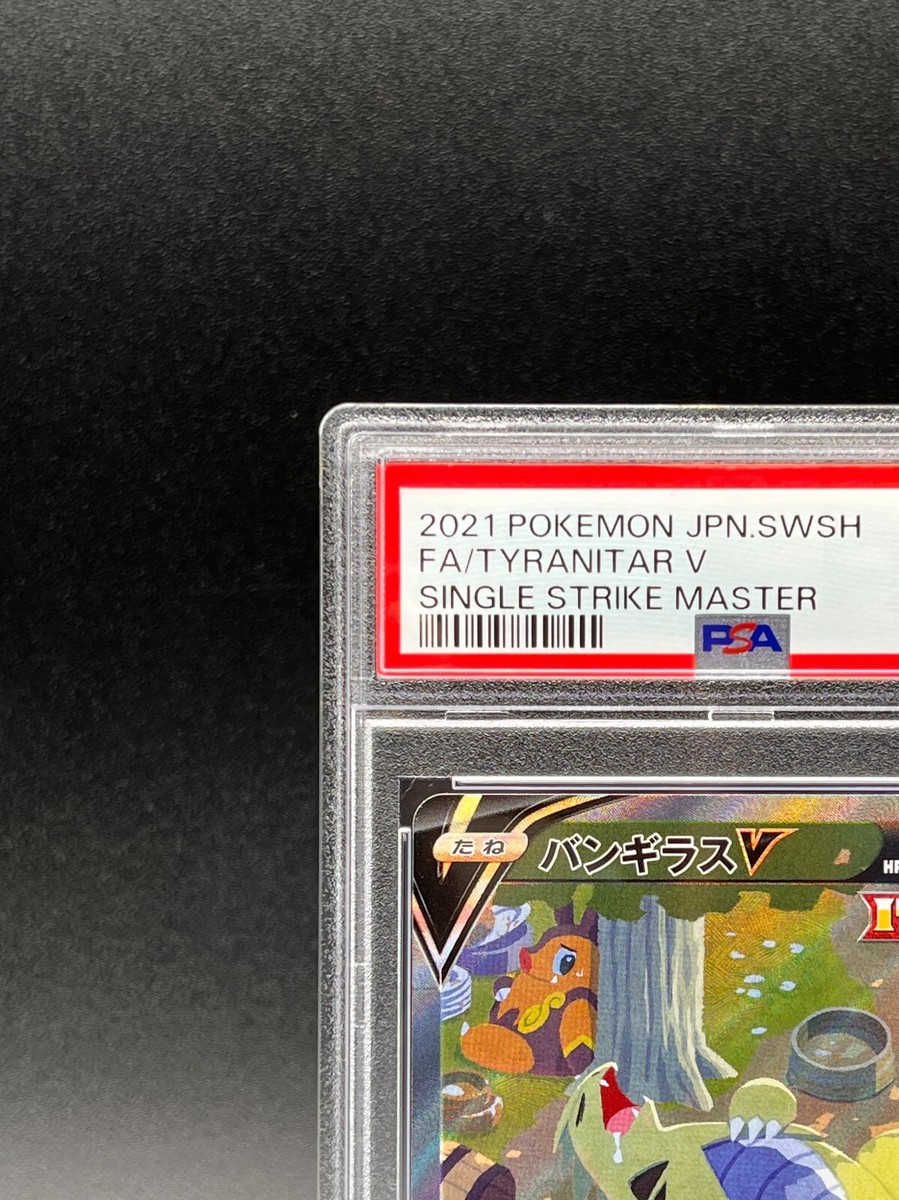 2021 POKEMON JPN.SWSH
FA/TYRANITAR V
SINGLE STRIKE MASTER
PSA
たね バンギラスV